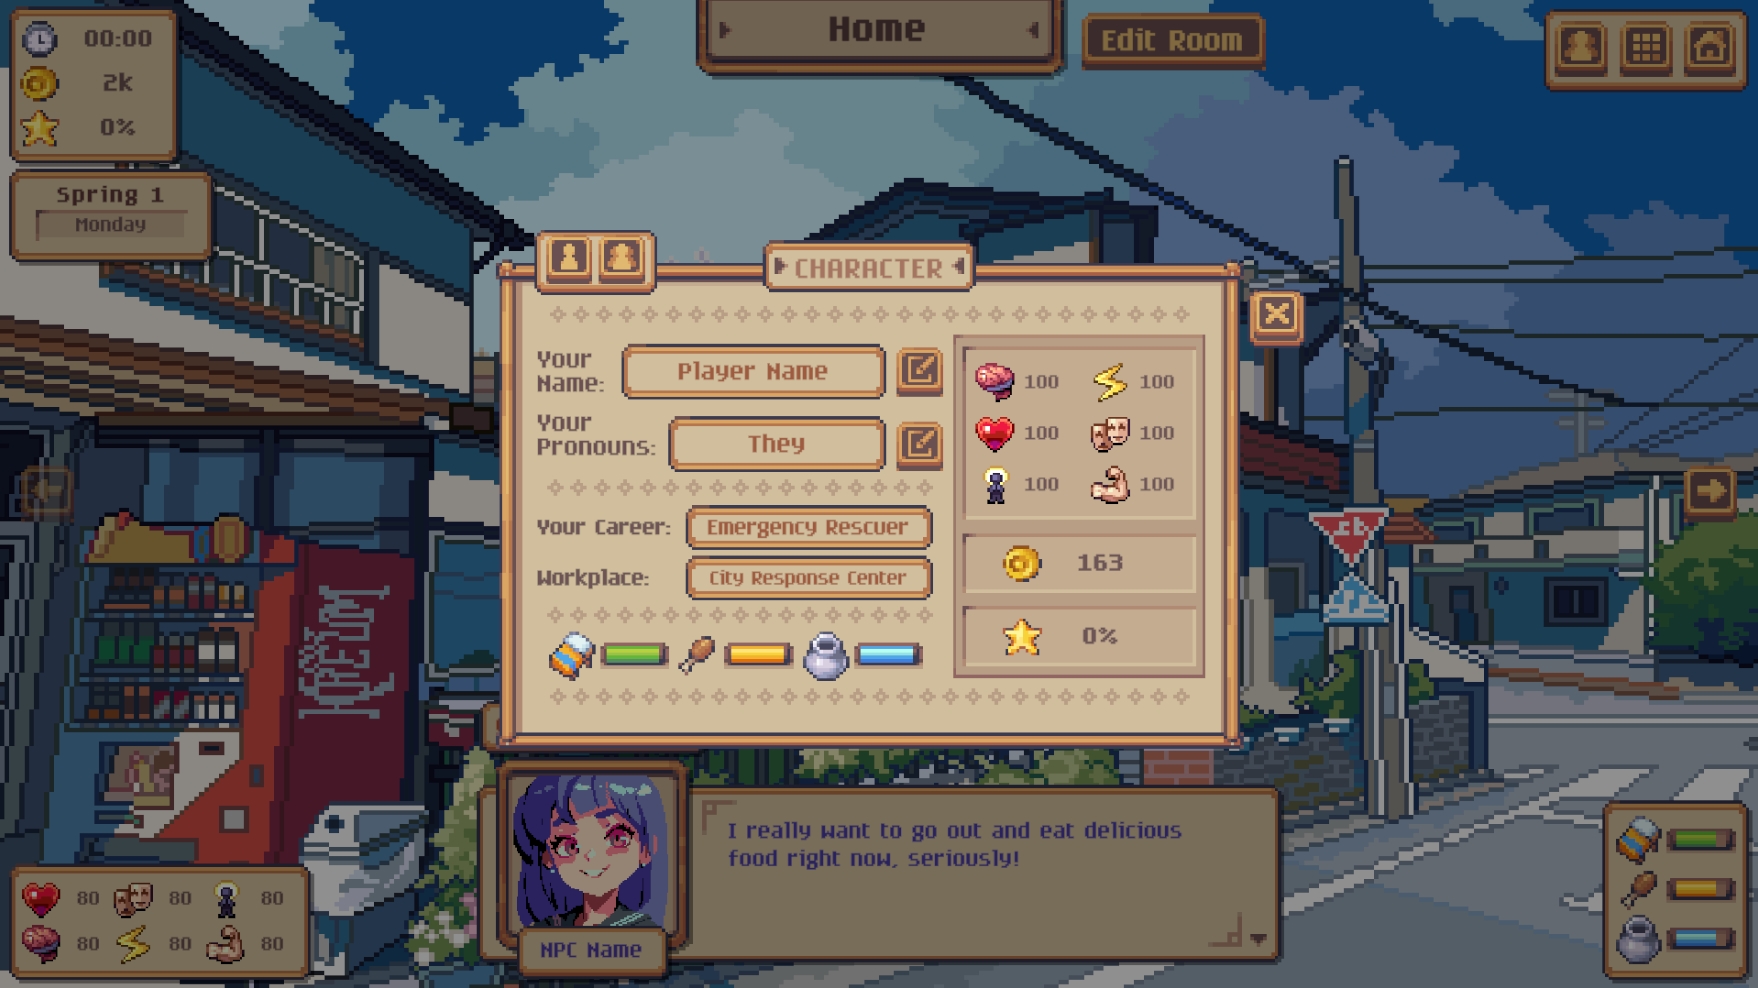 00:00
2k
0%
Spring 1
Monday
Home
Edit Room
CHARACTER
Your
Name:
Player Name
Your
Pronouns:
They
Your Career:
Emergency Rescuer
Workplace:
City Response Center
100
100
100
100
100
100
163
0%
I really want to go out and eat delicious
food right now, seriously!
NPC Name
80
80
80
80
80
80